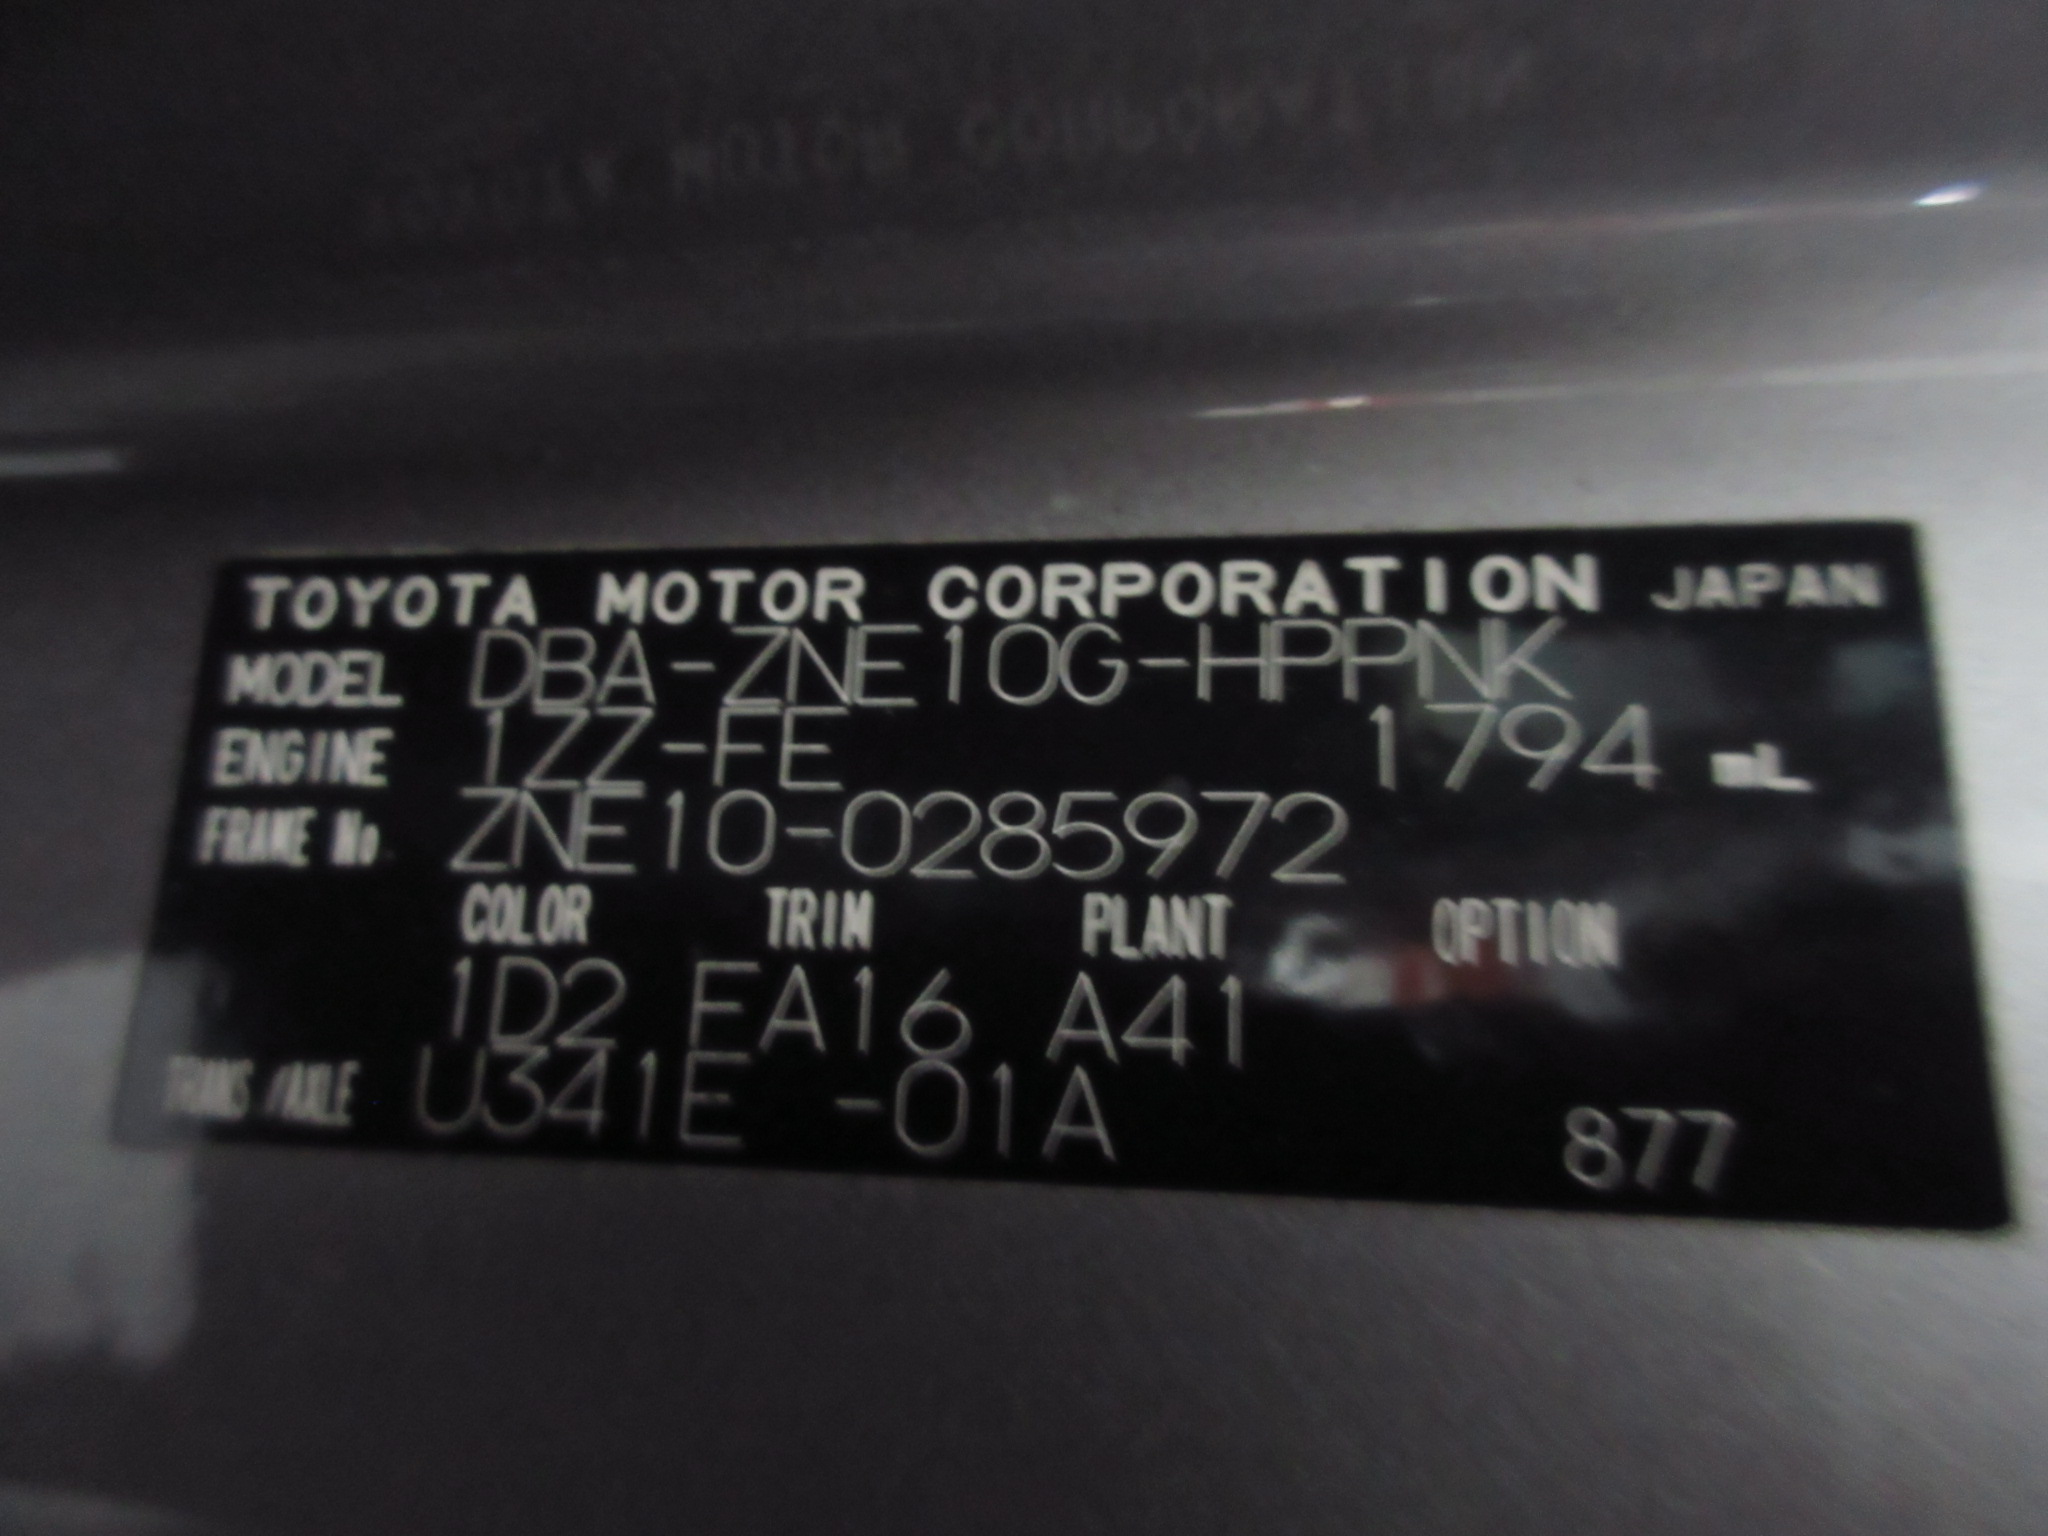 TOYOTA MOTOR CORPORATION JAPAN
MODEL DBA-ZNE10G-HPPNK
ENGINE 1ZZ-FE 1794 mL
FRAME No. ZNE10-0285972
COLOR TRIM PLANT OPTION
1D2 FA16 A41
TRANS/AXLE U341E -01A
877